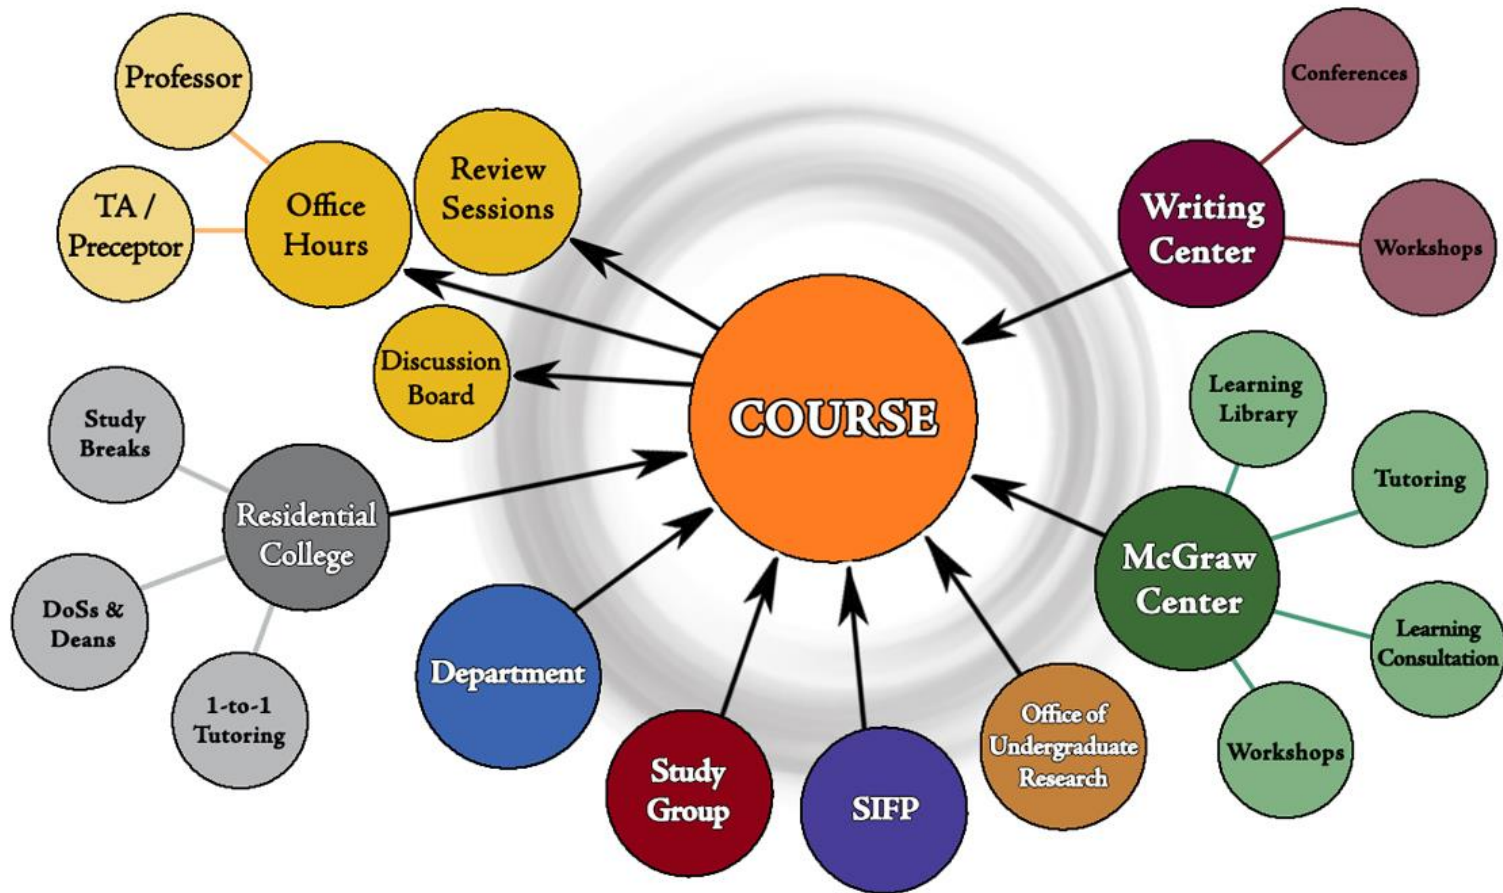 Professor
TA /
Preceptor
Office
Hours
Review
Sessions
Discussion
Board
Study
Breaks
Residential
College
DoSs &
Deans
1-to-1
Tutoring
COURSE
Department
Study
Group
SIFP
Office of
Undergraduate
Research
Conferences
Writing
Center
Workshops
Learning
Library
Tutoring
McGraw
Center
Learning
Consultation
Workshops